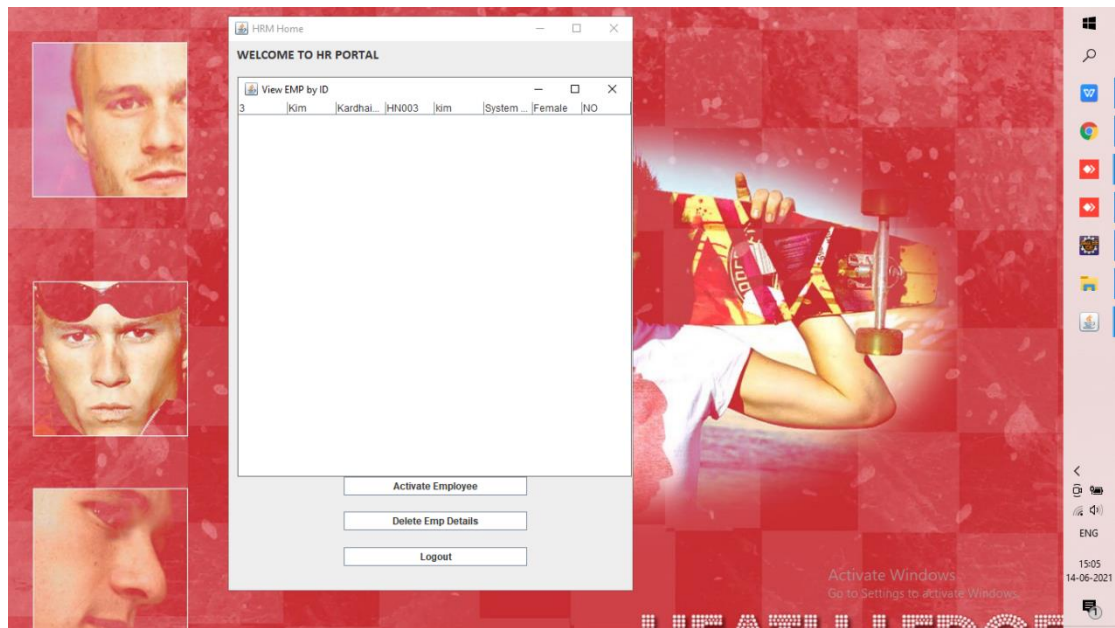 HRM Home
WELCOME TO HR PORTAL
View EMP by ID
3 Kim Kardhai... HN003 kim System ... Female NO
Activate Employee
Delete Emp Details
Logout
Activate Windows
Go to Settings to activate Windows.
ENG
15:05
14-06-2021
1